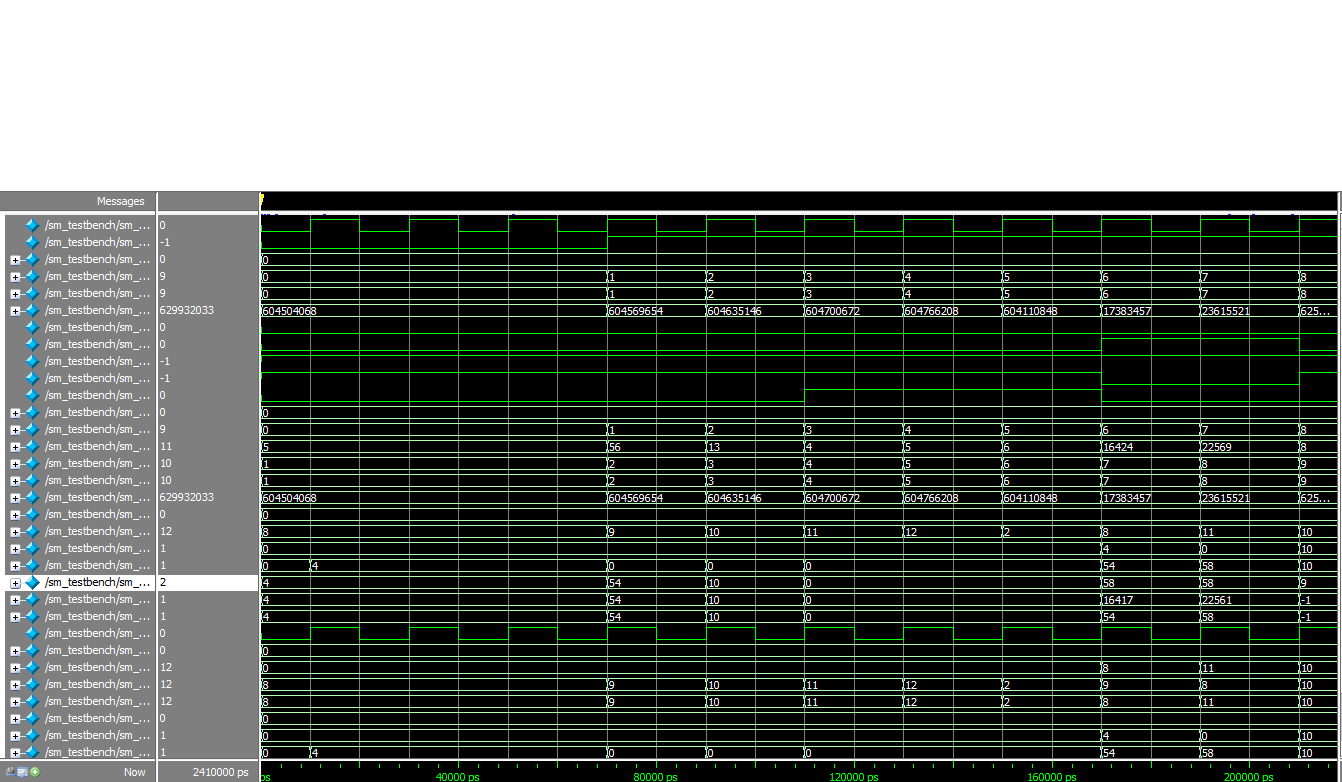 Messages
/sm_testbench/sm_... 0
/sm_testbench/sm_... -1
/sm_testbench/sm_... 0 0
/sm_testbench/sm_... 9 0 1 2 3 4 5 6 7 8
/sm_testbench/sm_... 9 0 1 2 3 4 5 6 7 8
/sm_testbench/sm_... 629932033 604504068 604569654 604635146 604700672 604766208 604110848 17383457 23615521 625...
/sm_testbench/sm_... 0
/sm_testbench/sm_... 0
/sm_testbench/sm_... -1
/sm_testbench/sm_... -1
/sm_testbench/sm_... 0
/sm_testbench/sm_... 0 0
/sm_testbench/sm_... 9 0 1 2 3 4 5 6 7 8
/sm_testbench/sm_... 11 5 56 13 4 5 6 16424 22569 8
/sm_testbench/sm_... 10 1 2 3 4 5 6 7 8 9
/sm_testbench/sm_... 10 1 2 3 4 5 6 7 8 9
/sm_testbench/sm_... 629932033 604504068 604569654 604635146 604700672 604766208 604110848 17383457 23615521 625...
/sm_testbench/sm_... 0 0
/sm_testbench/sm_... 12 8 9 10 11 12 2 8 11 10
/sm_testbench/sm_... 1 0 4 0 10
/sm_testbench/sm_... 1 0 4 0 0 0 54 58 10
/sm_testbench/sm_... 2 4 54 10 0 58 58 9
/sm_testbench/sm_... 1 4 54 10 0 16417 22561 -1
/sm_testbench/sm_... 1 4 54 10 0 54 58 -1
/sm_testbench/sm_... 0
/sm_testbench/sm_... 0 0
/sm_testbench/sm_... 12 0 8 11 10
/sm_testbench/sm_... 12 8 9 10 11 12 2 9 8 10
/sm_testbench/sm_... 12 8 9 10 11 12 2 8 11 10
/sm_testbench/sm_... 0 0
/sm_testbench/sm_... 1 0 4 0 10
/sm_testbench/sm_... 1 0 4 0 0 0 54 58 10
Now 2410000 ps ps 40000 ps 80000 ps 120000 ps 160000 ps 200000 ps